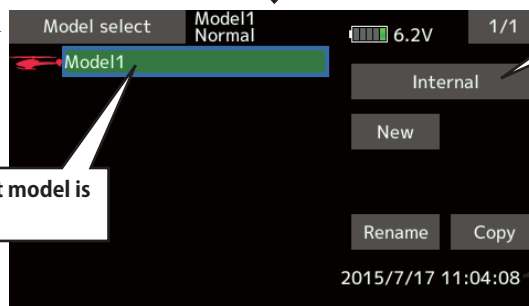 Model select
Model1
Normal
6.2V
1/1
Model1
Internal
New
model is
Rename
Copy
2015/7/17 11:04:08